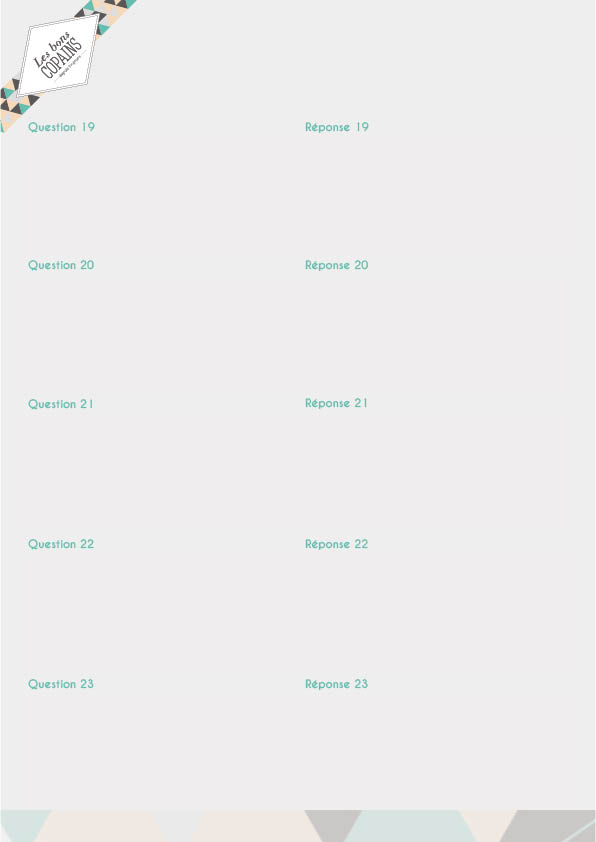 Les bons
COPAINS
Question 19
Réponse 19
Question 20
Réponse 20
Question 21
Réponse 21
Question 22
Réponse 22
Question 23
Réponse 23